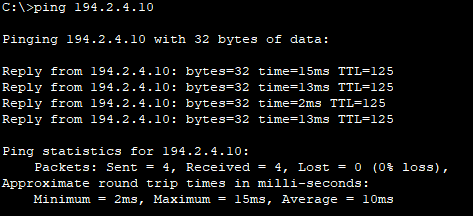 C:\>ping 194.2.4.10
Pinging 194.2.4.10 with 32 bytes of data:
Reply from 194.2.4.10: bytes=32 time=15ms TTL=125
Reply from 194.2.4.10: bytes=32 time=13ms TTL=125
Reply from 194.2.4.10: bytes=32 time=2ms TTL=125
Reply from 194.2.4.10: bytes=32 time=13ms TTL=125
Ping statistics for 194.2.4.10:
    Packets: Sent = 4, Received = 4, Lost = 0 (0% loss),
Approximate round trip times in milli-seconds:
    Minimum = 2ms, Maximum = 15ms, Average = 10ms